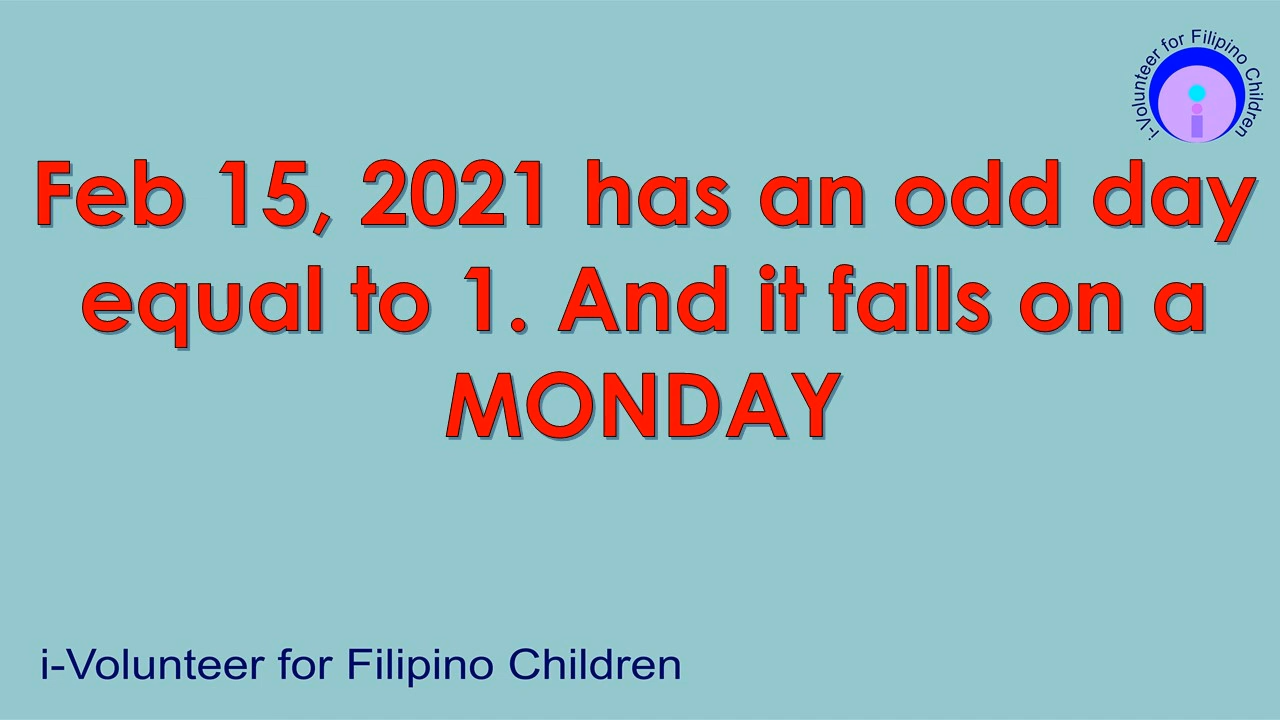 i-Volunteer for Filipino Children
Feb 15, 2021 has an odd day
equal to 1. And it falls on a
MONDAY
i-Volunteer for Filipino Children